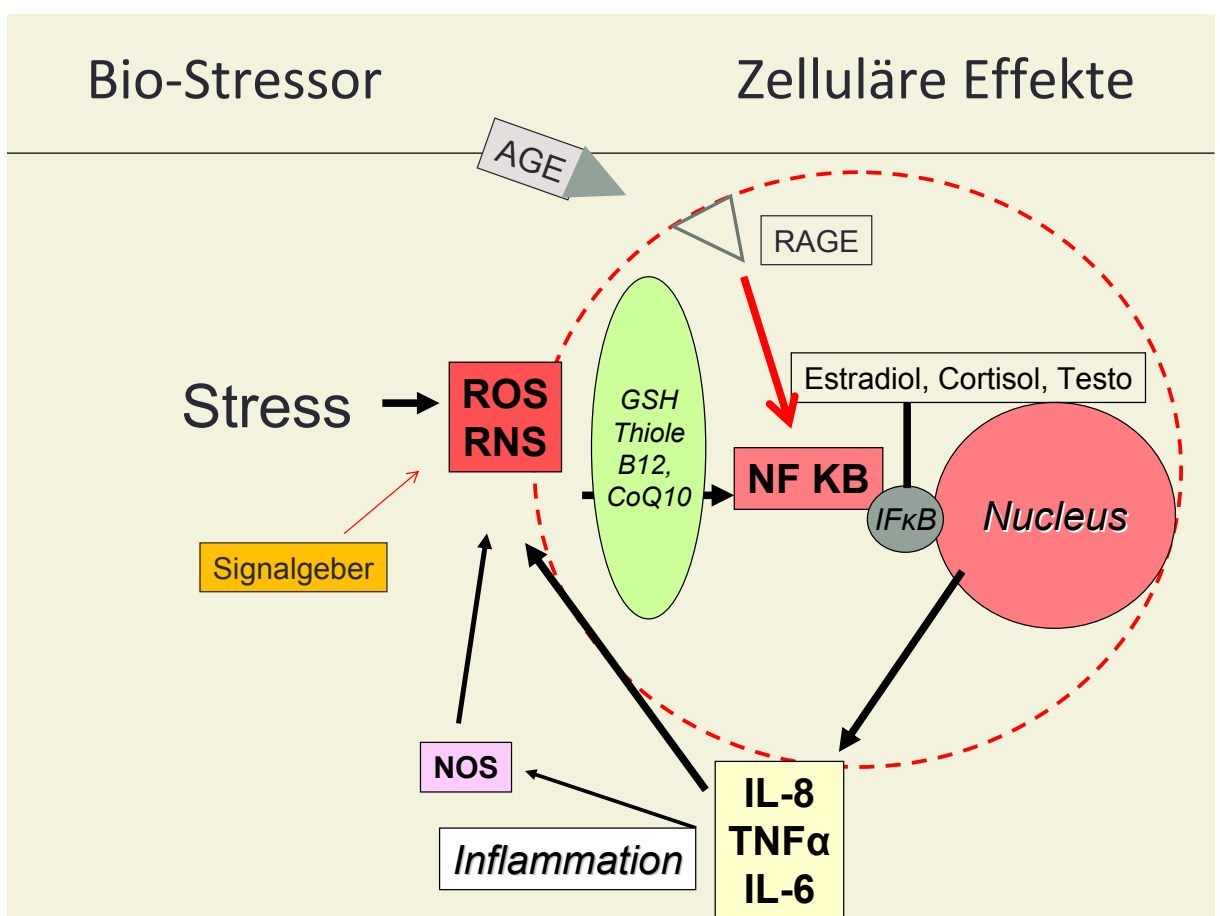 Bio-Stressor
Zelluläre Effekte
AGE
RAGE
Estradiol, Cortisol, Testo
Stress
ROS
RNS
GSH
Thiole
B12,
CoQ10
NF KB
IFκB
Nucleus
Signalgeber
NOS
Inflammation
IL-8
TNFα
IL-6